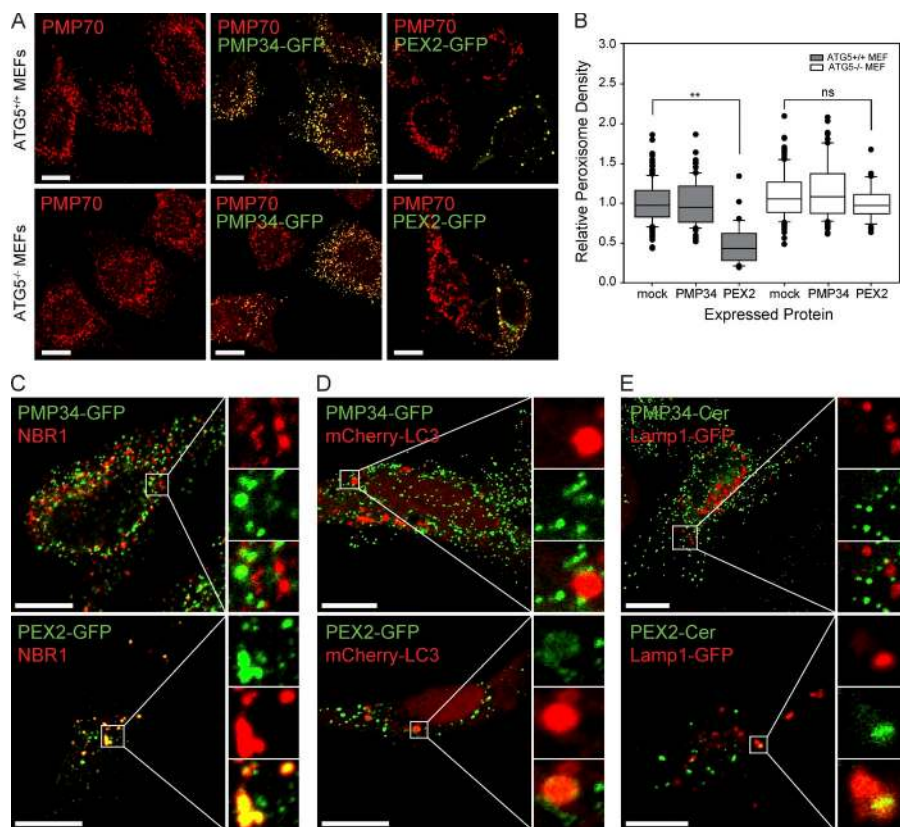 A
PMP70
PMP70
PMP34-GFP
PMP70
PEX2-GFP
ATG5+/+ MEFs
PMP70
PMP70
PMP34-GFP
PMP70
PEX2-GFP
ATG5-/- MEFs
B
Relative Peroxisome Density
3.0
2.5
2.0
1.5
1.0
0.5
0.0
ATG5+/+ MEF
ATG5-/- MEF
**
ns
mock PMP34 PEX2 mock PMP34 PEX2
Expressed Protein
C
PMP34-GFP
NBR1
PEX2-GFP
NBR1
D
PMP34-GFP
mCherry-LC3
PEX2-GFP
mCherry-LC3
E
PMP34-Cer
Lamp1-GFP
PEX2-Cer
Lamp1-GFP